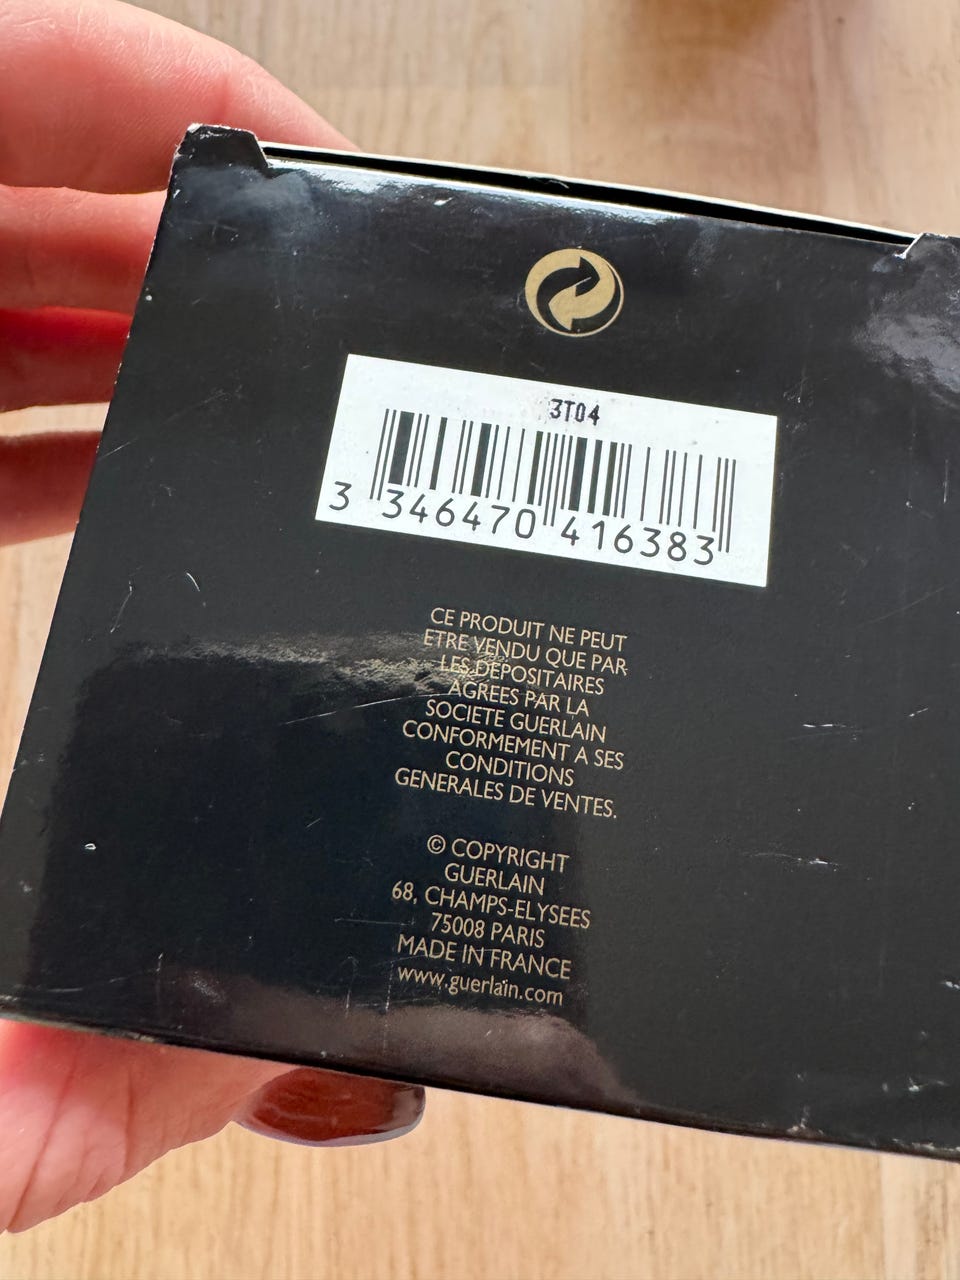 3T04
3 346470 416383
CE PRODUIT NE PEUT
ETRE VENDU QUE PAR
LES DEPOSITAIRES
AGREES PAR LA
SOCIETE GUERLAIN
CONFORMEMENT A SES
CONDITIONS
GENERALES DE VENTES.
© COPYRIGHT
GUERLAIN
68, CHAMPS-ELYSEES
75008 PARIS
MADE IN FRANCE
www.guerlain.com